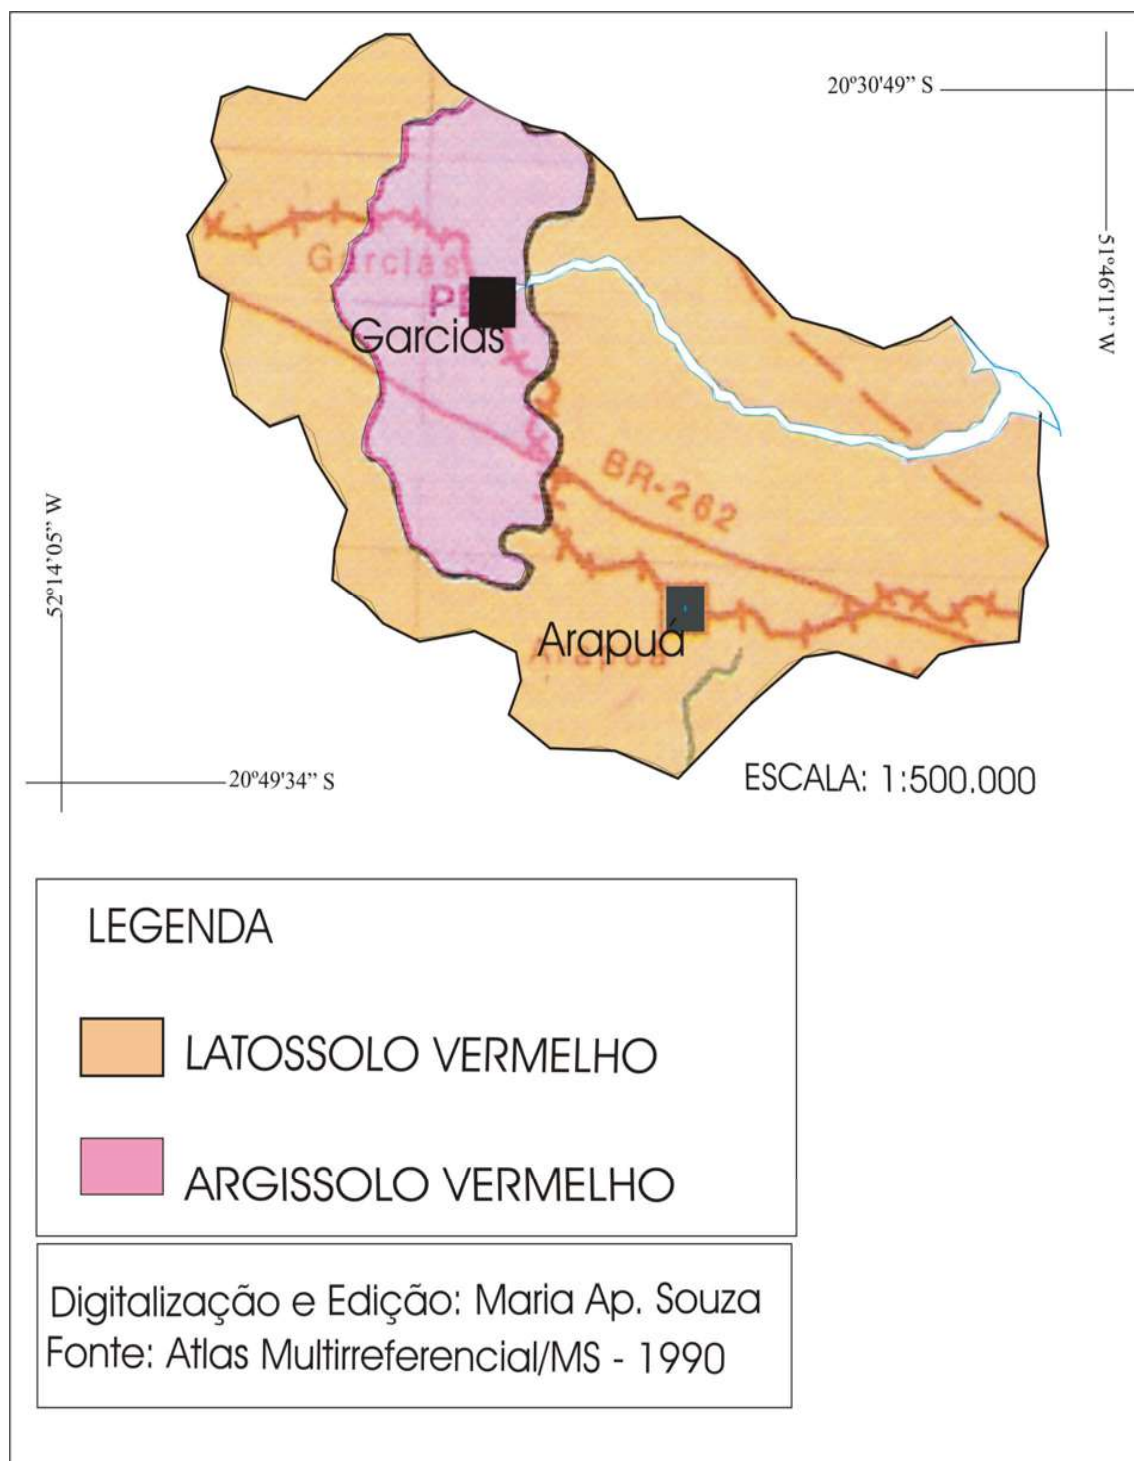 20º30'49” S
51º46'11” W
Garcias
Garcias
BR-262
52º14’05” W
Arapuá
Arapuá
20º49'34” S
ESCALA: 1:500.000
LEGENDA
LATOSSOLO VERMELHO
ARGISSOLO VERMELHO
Digitalização e Edição: Maria Ap. Souza
Fonte: Atlas Multirreferencial/MS - 1990